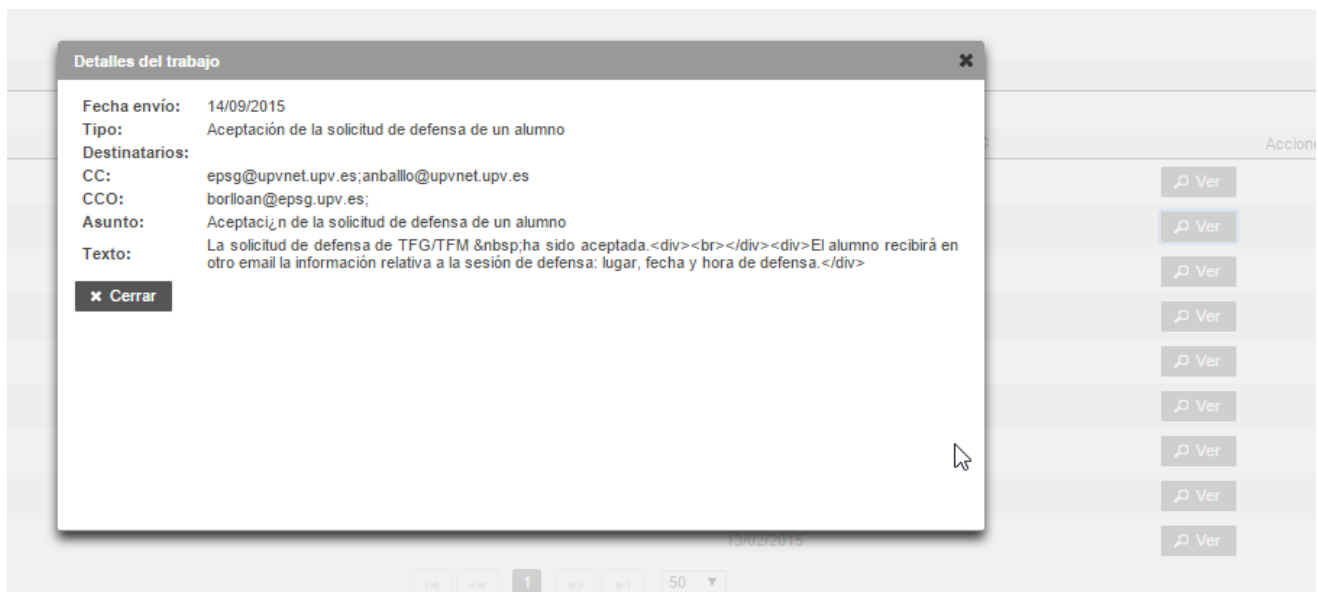 Detalles del trabajo
Fecha envío: 14/09/2015
Tipo: Aceptación de la solicitud de defensa de un alumno
Destinatarios:
CC: epsg@upvnet.upv.es;anballlo@upvnet.upv.es
CCO: borlloan@epsg.upv.es;
Asunto: Aceptaci¿n de la solicitud de defensa de un alumno
Texto: La solicitud de defensa de TFG/TFM &nbsp;ha sido aceptada.<div><br></div><div>El alumno recibirá en
otro email la información relativa a la sesión de defensa: lugar, fecha y hora de defensa.</div>
Cerrar
Accione
Ver
Ver
Ver
Ver
Ver
Ver
Ver
Ver
13/02/2015 Ver
1 50